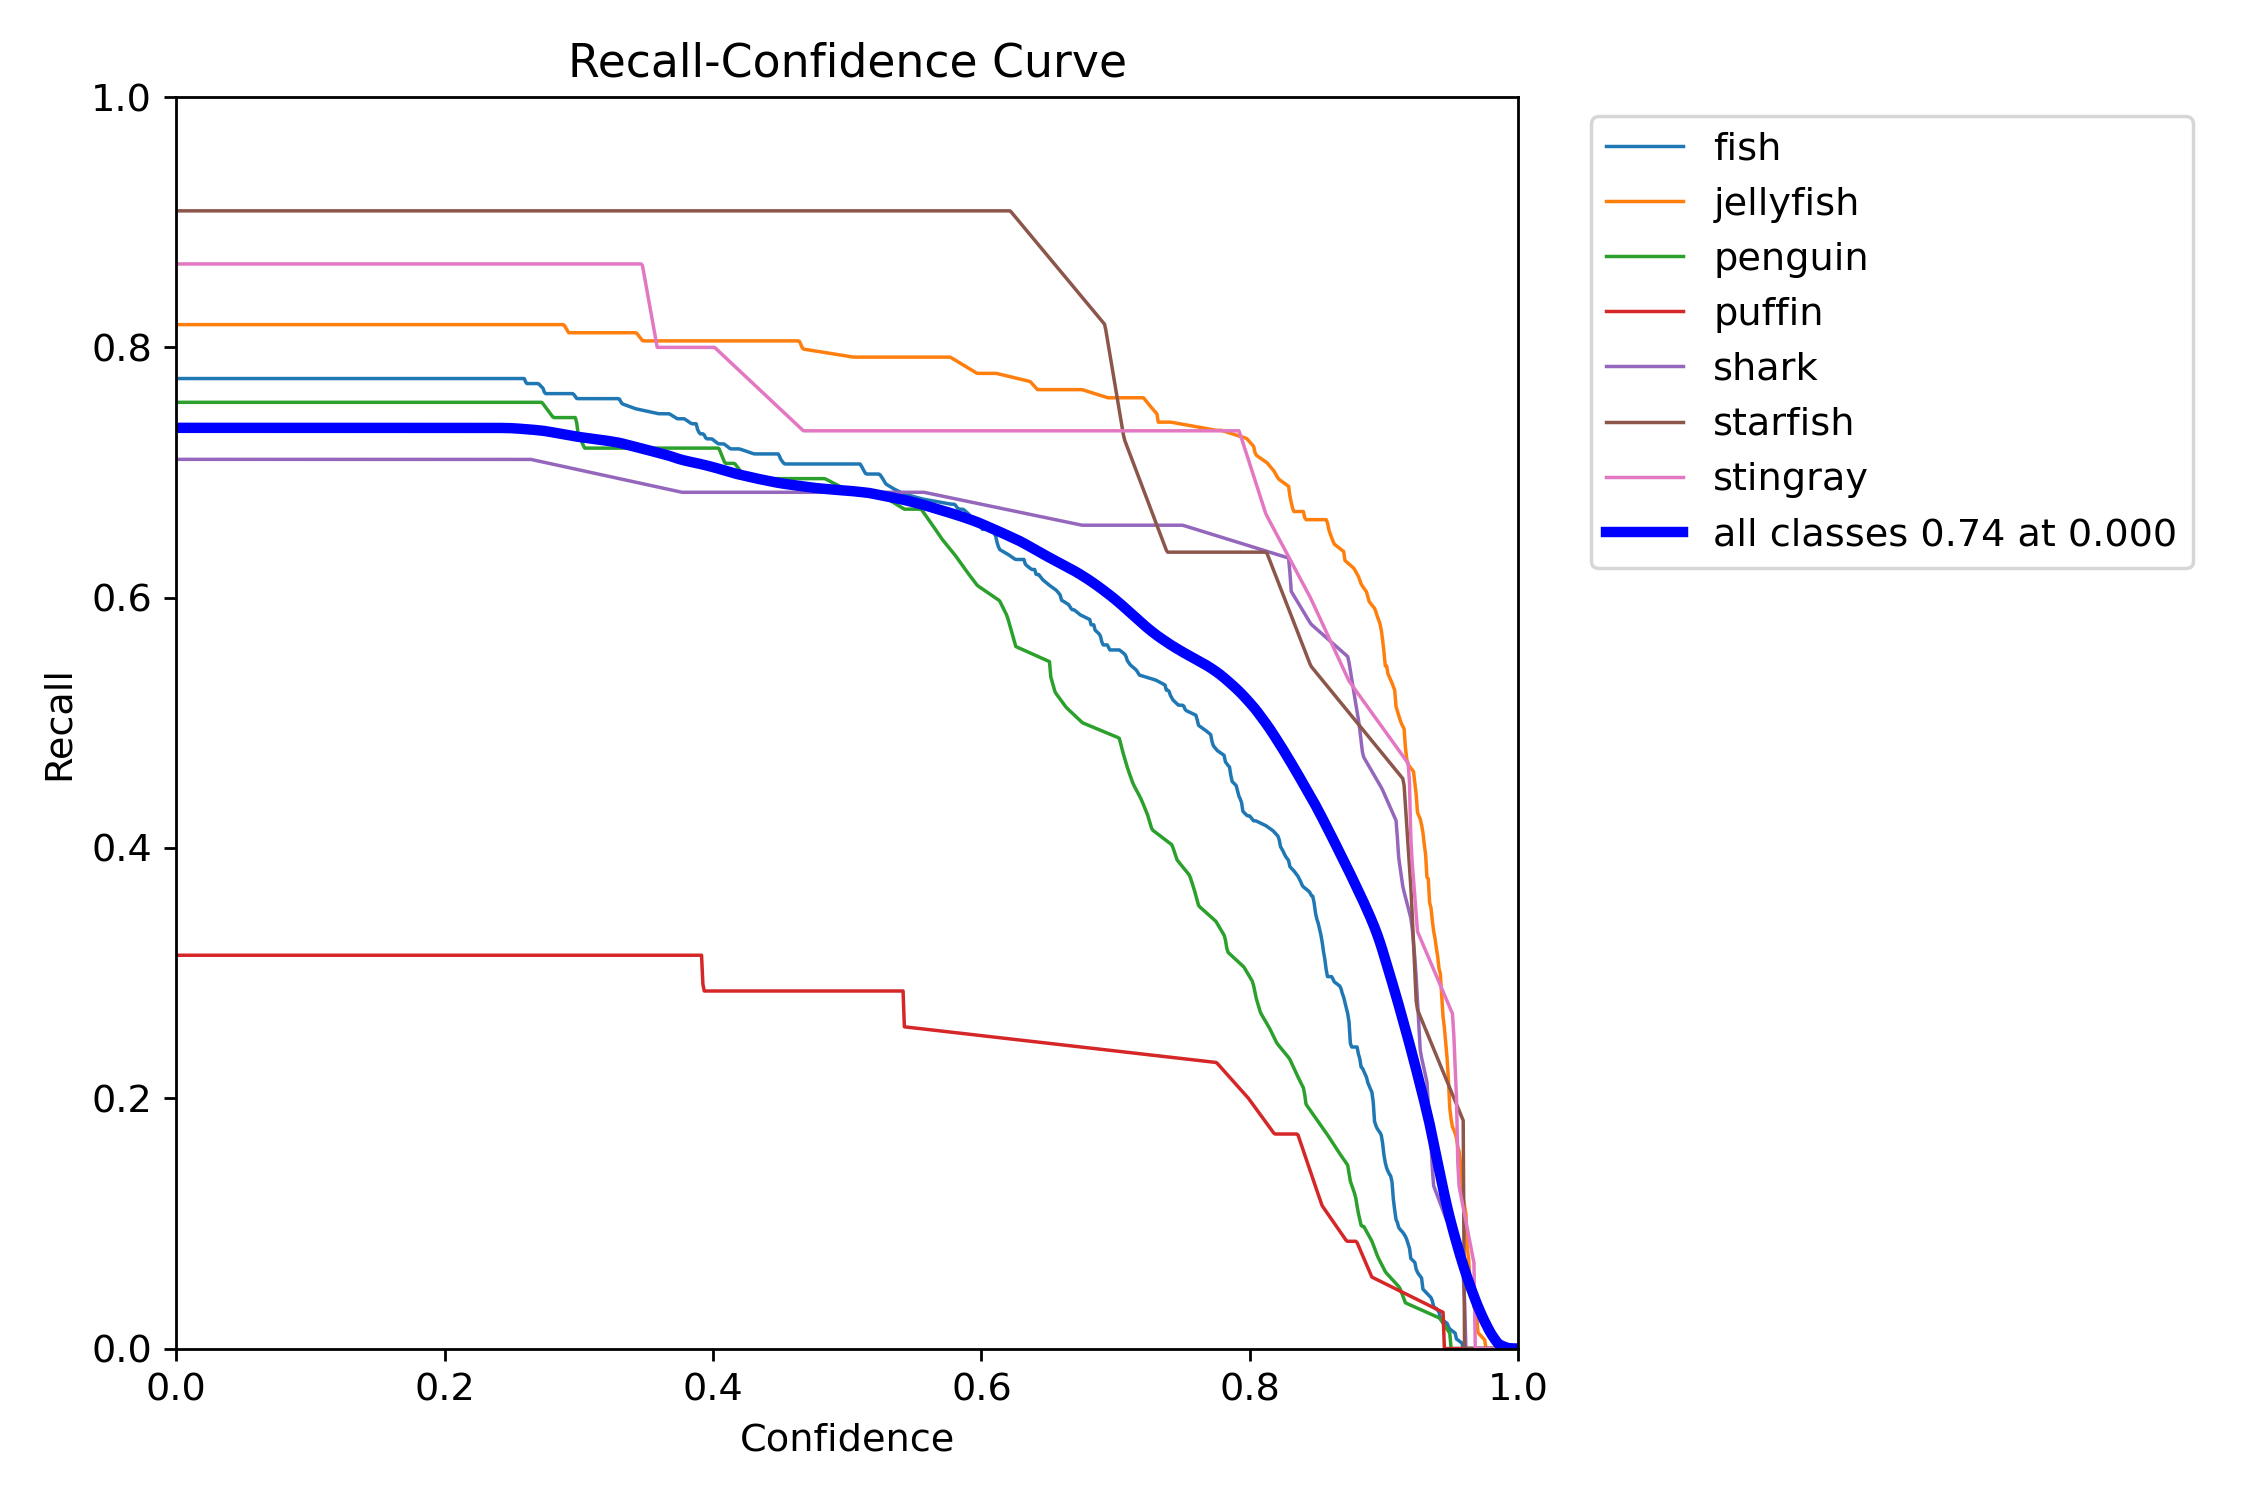 Recall-Confidence Curve
1.0
0.8
0.6
0.4
0.2
0.0
Recall
0.0 0.2 0.4 0.6 0.8 1.0
Confidence
fish
jellyfish
penguin
puffin
shark
starfish
stingray
all classes 0.74 at 0.000